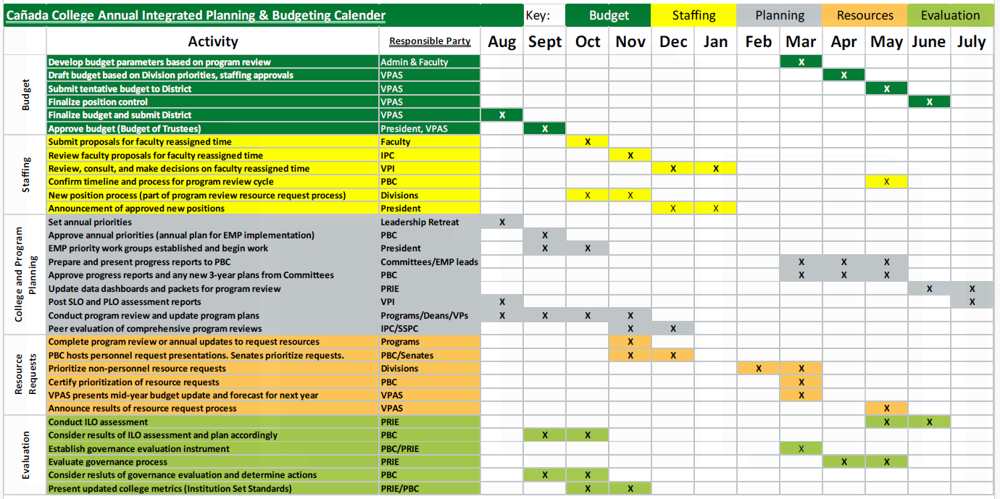 Cañada College Annual Integrated Planning & Budgeting Calender Key: Budget Staffing Planning Resources Evaluation
Activity Responsible Party Aug Sept Oct Nov Dec Jan Feb Mar Apr May June July
Budget
Develop budget parameters based on program review Admin & Faculty X
Draft budget based on Division priorities, staffing approvals VPAS X
Submit tentative budget to District VPAS X
Finalize position control VPAS X
Finalize budget and submit District VPAS X
Approve budget (Budget of Trustees) President, VPAS X
Staffing
Submit proposals for faculty reassigned time Faculty X
Review faculty proposals for faculty reassigned time IPC X
Review, consult, and make decisions on faculty reassigned time VPI X X
Confirm timeline and process for program review cycle PBC X
New position process (part of program review resource request process) Divisions X X
Announcement of approved new positions President X X
College and Program
Planning
Set annual priorities Leadership Retreat X
Approve annual priorities (annual plan for EMP implementation) PBC X
EMP priority work groups established and begin work President X X
Prepare and present progress reports to PBC Committees/EMP leads X X X
Approve progress reports and any new 3-year plans from Committees PBC X X X
Update data dashboards and packets for program review PRIE X X
Post SLO and PLO assessment reports VPI X X
Conduct program review and update program plans Programs/Deans/VPs X X X X
Peer evaluation of comprehensive program reviews IPC/SSPC X X
Resource
Requests
Complete program review or annual updates to request resources Programs X
PBC hosts personnel request presentations. Senates prioritize requests. PBC/Senates X X
Prioritize non-personnel resource requests Divisions X X
Certify prioritization of resource requests PBC X
VPAS presents mid-year budget update and forecast for next year VPAS X
Announce results of resource request process VPAS X
Evaluation
Conduct ILO assessment PRIE X X
Consider results of ILO assessment and plan accordingly PBC X X
Establish governance evaluation instrument PBC/PRIE X
Evaluate governance process PRIE X X
Consider resluts of governance evaluation and determine actions PBC X X
Present updated college metrics (Institution Set Standards) PRIE/PBC X X